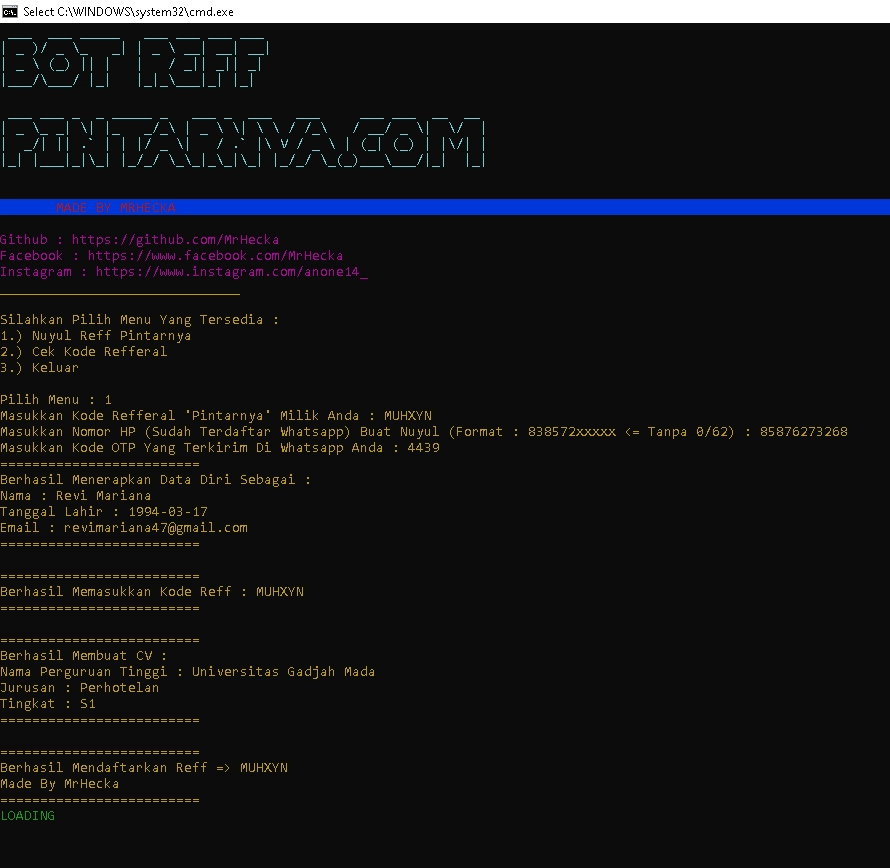 Select C:\WINDOWS\system32\cmd.exe
BOT REFF
PINTARNYA.COM
MADE BY MRHECKA
Github : https://github.com/MrHecka
Facebook : https://www.facebook.com/MrHecka
Instagram : https://www.instagram.com/anone14_
______________________________
Silahkan Pilih Menu Yang Tersedia :
1.) Nuyul Reff Pintarnya
2.) Cek Kode Refferal
3.) Keluar
Pilih Menu : 1
Masukkan Kode Refferal 'Pintarnya' Milik Anda : MUHXYN
Masukkan Nomor HP (Sudah Terdaftar Whatsapp) Buat Nuyul (Format : 838572xxxxx <= Tanpa 0/62) : 85876273268
Masukkan Kode OTP Yang Terkirim Di Whatsapp Anda : 4439
=========================
Berhasil Menerapkan Data Diri Sebagai :
Nama : Revi Mariana
Tanggal Lahir : 1994-03-17
Email : revimariana47@gmail.com
=========================
=========================
Berhasil Memasukkan Kode Reff : MUHXYN
=========================
=========================
Berhasil Membuat CV :
Nama Perguruan Tinggi : Universitas Gadjah Mada
Jurusan : Perhotelan
Tingkat : S1
=========================
=========================
Berhasil Mendaftarkan Reff => MUHXYN
Made By MrHecka
=========================
LOADING